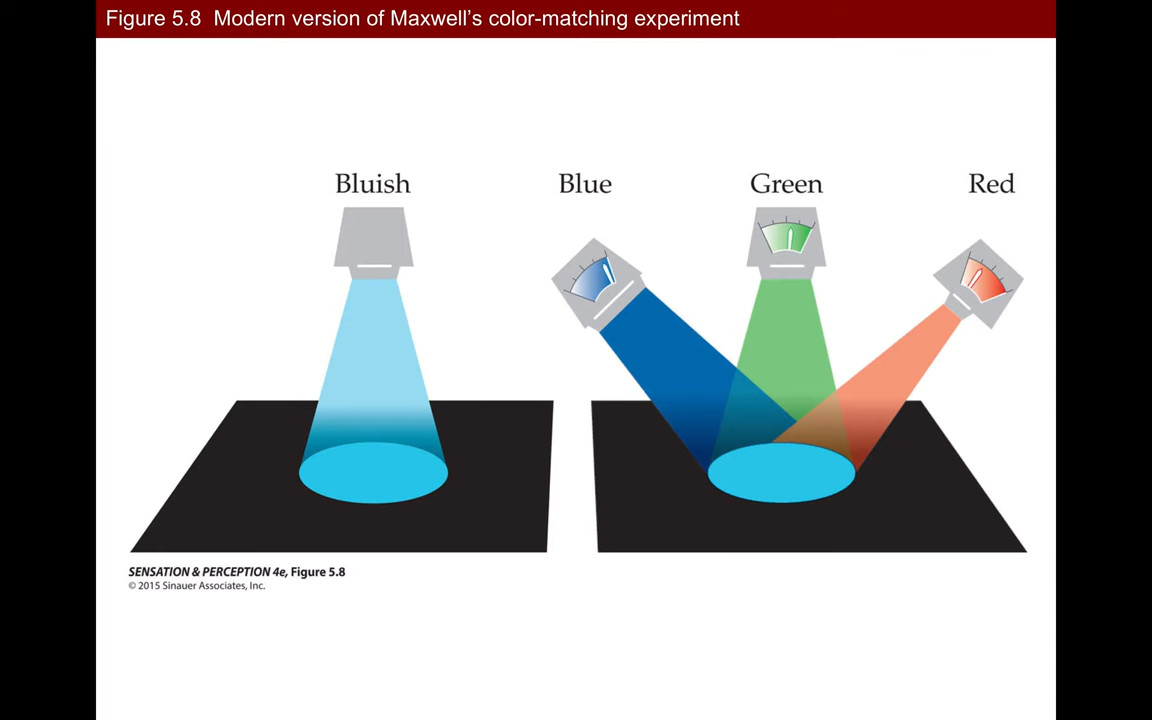 Figure 5.8  Modern version of Maxwell’s color-matching experiment
Bluish
Blue
Green
Red
SENSATION & PERCEPTION 4e, Figure 5.8
© 2015 Sinauer Associates, Inc.